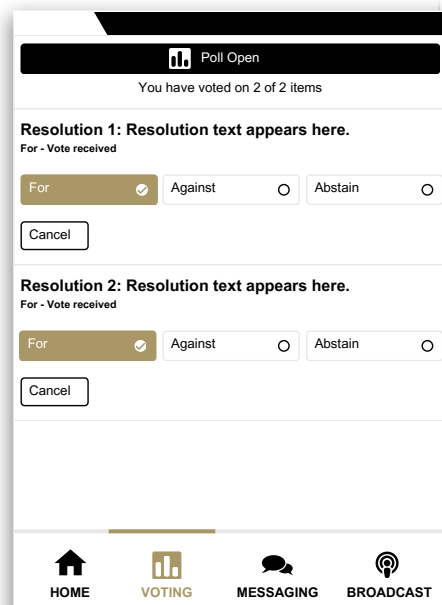 Poll Open
You have voted on 2 of 2 items
Resolution 1: Resolution text appears here.
For - Vote received
For Against Abstain
Cancel
Resolution 2: Resolution text appears here.
For - Vote received
For Against Abstain
Cancel
HOME VOTING MESSAGING BROADCAST